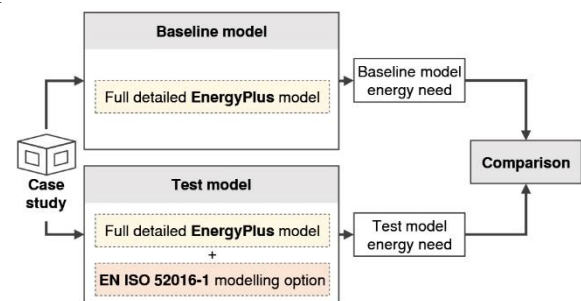 Baseline model
Full detailed EnergyPlus model
Baseline model
energy need
Case
study
Comparison
Test model
Full detailed EnergyPlus model
+
EN ISO 52016-1 modelling option
Test model
energy need